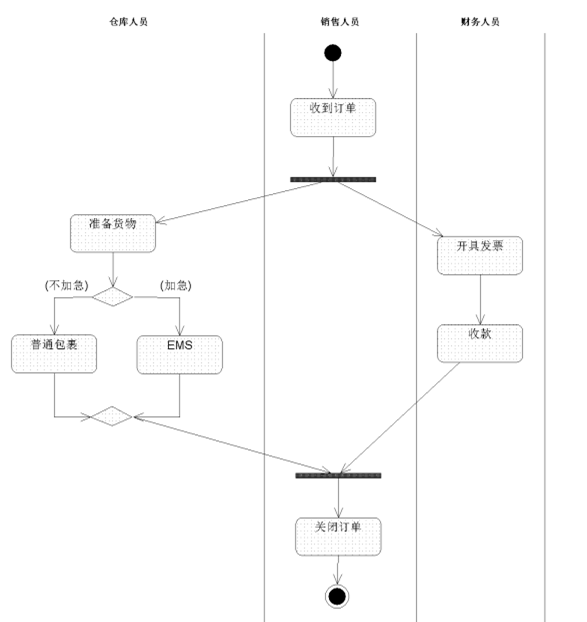 仓库人员
销售人员
财务人员
收到订单
准备货物
开具发票
(不加急)
(加急)
普通包裹
EMS
收款
关闭订单